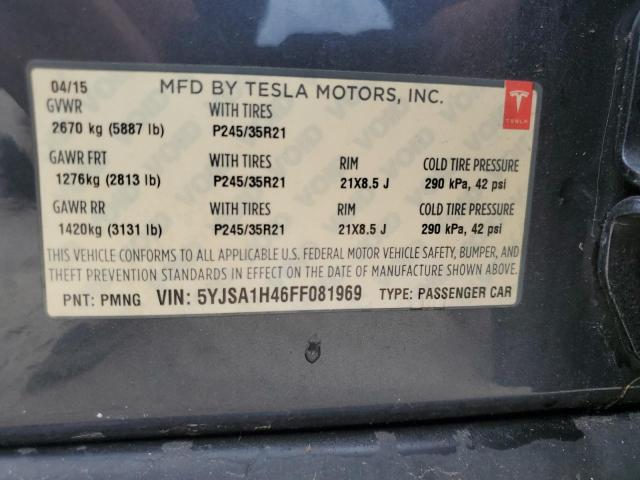 04/15 MFD BY TESLA MOTORS, INC.
GVWR WITH TIRES
2670 kg (5887 lb) P245/35R21
TESLA
GAWR FRT WITH TIRES RIM COLD TIRE PRESSURE
1276kg (2813 lb) P245/35R21 21X8.5 J 290 kPa, 42 psi
GAWR RR WITH TIRES RIM COLD TIRE PRESSURE
1420kg (3131 lb) P245/35R21 21X8.5 J 290 kPa, 42 psi
THIS VEHICLE CONFORMS TO ALL APPLICABLE U.S. FEDERAL MOTOR VEHICLE SAFETY, BUMPER, AND
THEFT PREVENTION STANDARDS IN EFFECT ON THE DATE OF MANUFACTURE SHOWN ABOVE.
PNT: PMNG VIN: 5YJSA1H46FF081969 TYPE: PASSENGER CAR